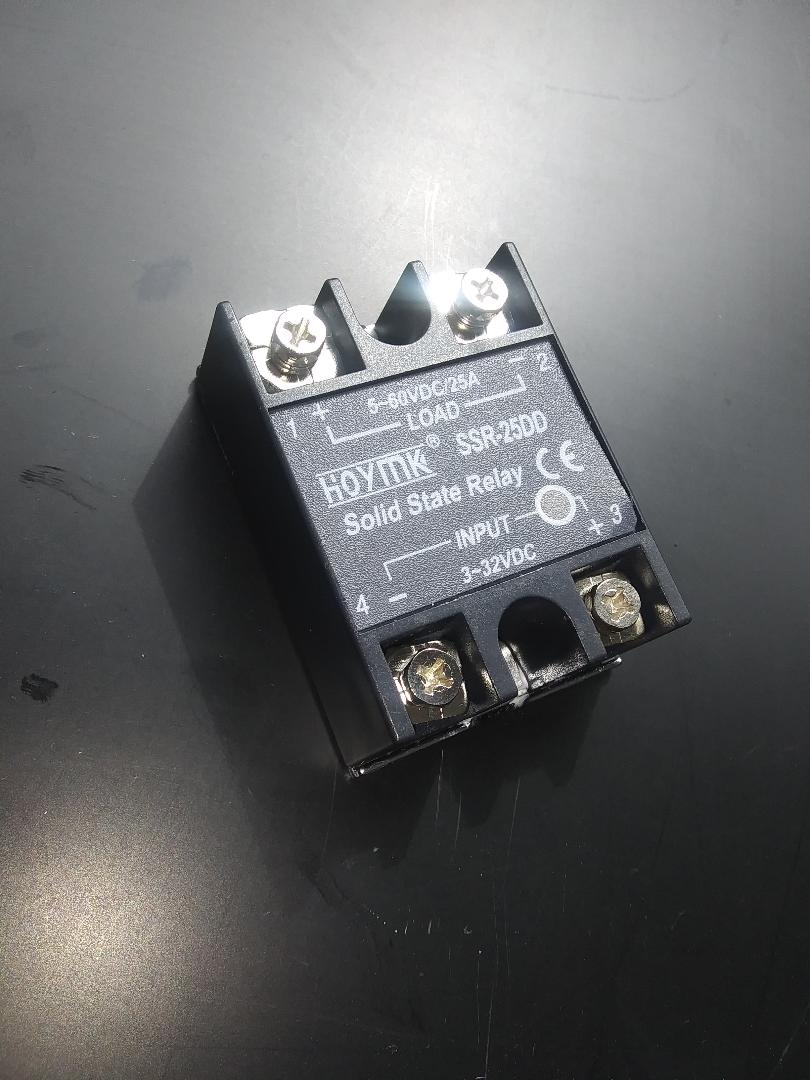 5~60VDC/25A
1 + LOAD - 2
HOYMK® SSR-25DD
Solid State Relay CE
INPUT + 3
4 - 3~32VDC